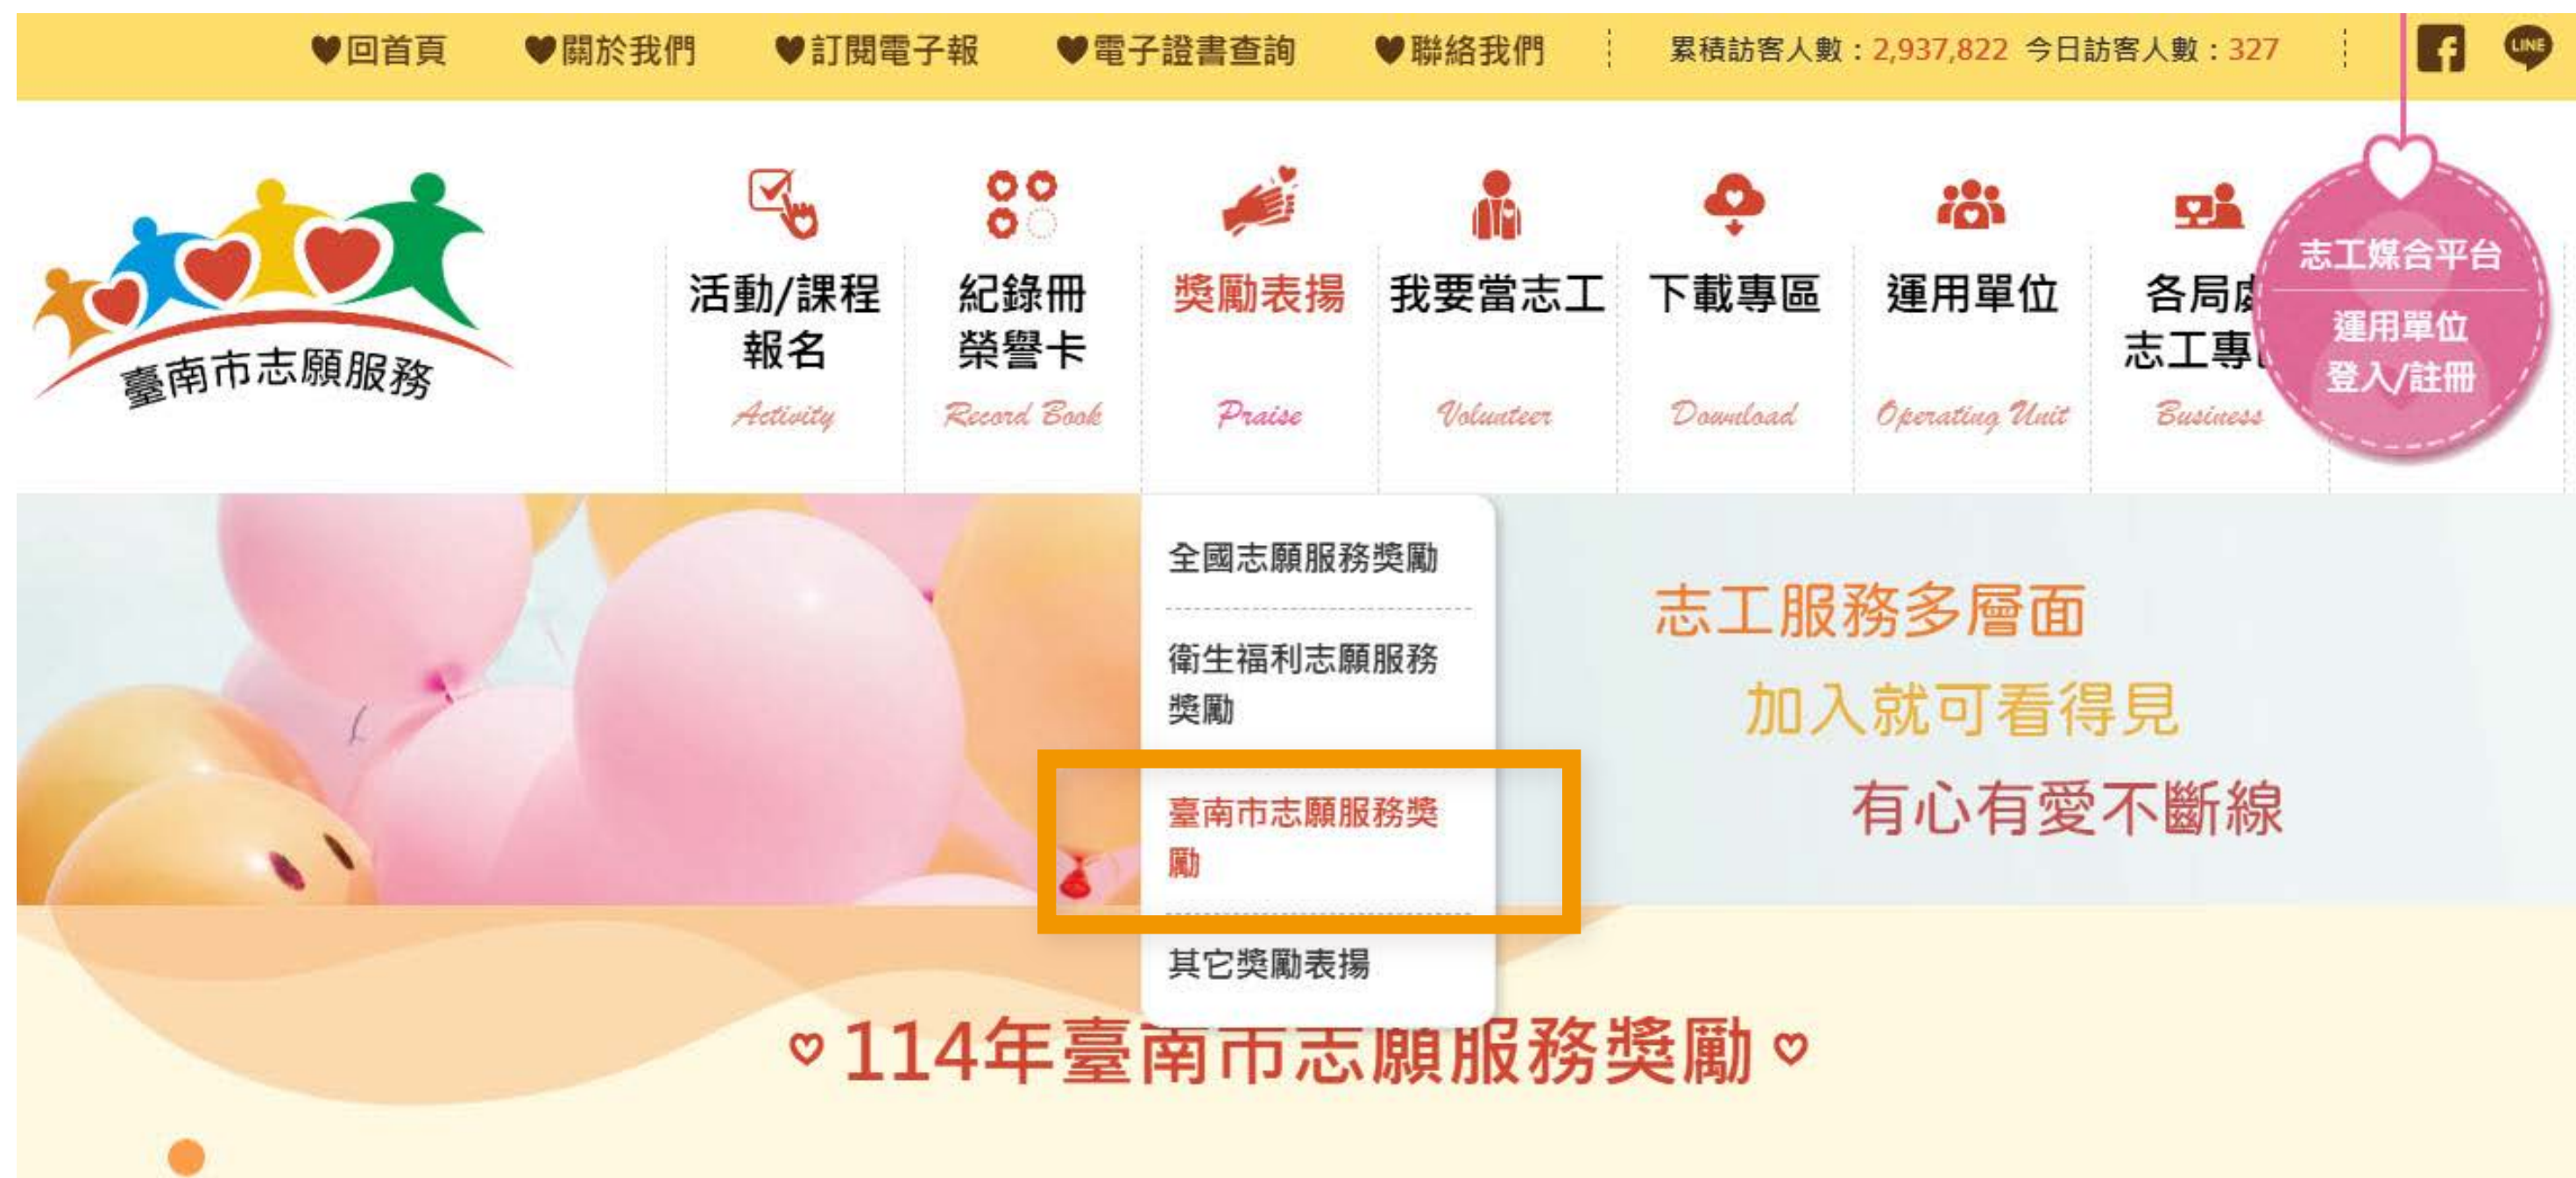 ♥回首頁 ♥關於我們 ♥訂閱電子報 ♥電子證書查詢 ♥聯絡我們 累積訪客人數：2,937,822 今日訪客人數：327 f LINE
臺南市志願服務
活動/課程
報名
Activity
紀錄冊
榮譽卡
Record Book
獎勵表揚
Praise
我要當志工
Volunteer
下載專區
Download
運用單位
Operating Unit
各局
志工專
Business
志工媒合平台
運用單位
登入/註冊
全國志願服務獎勵
衛生福利志願服務
獎勵
臺南市志願服務獎
勵
其它獎勵表揚
志工服務多層面
加入就可看得見
有心有愛不斷線
114年臺南市志願服務獎勵